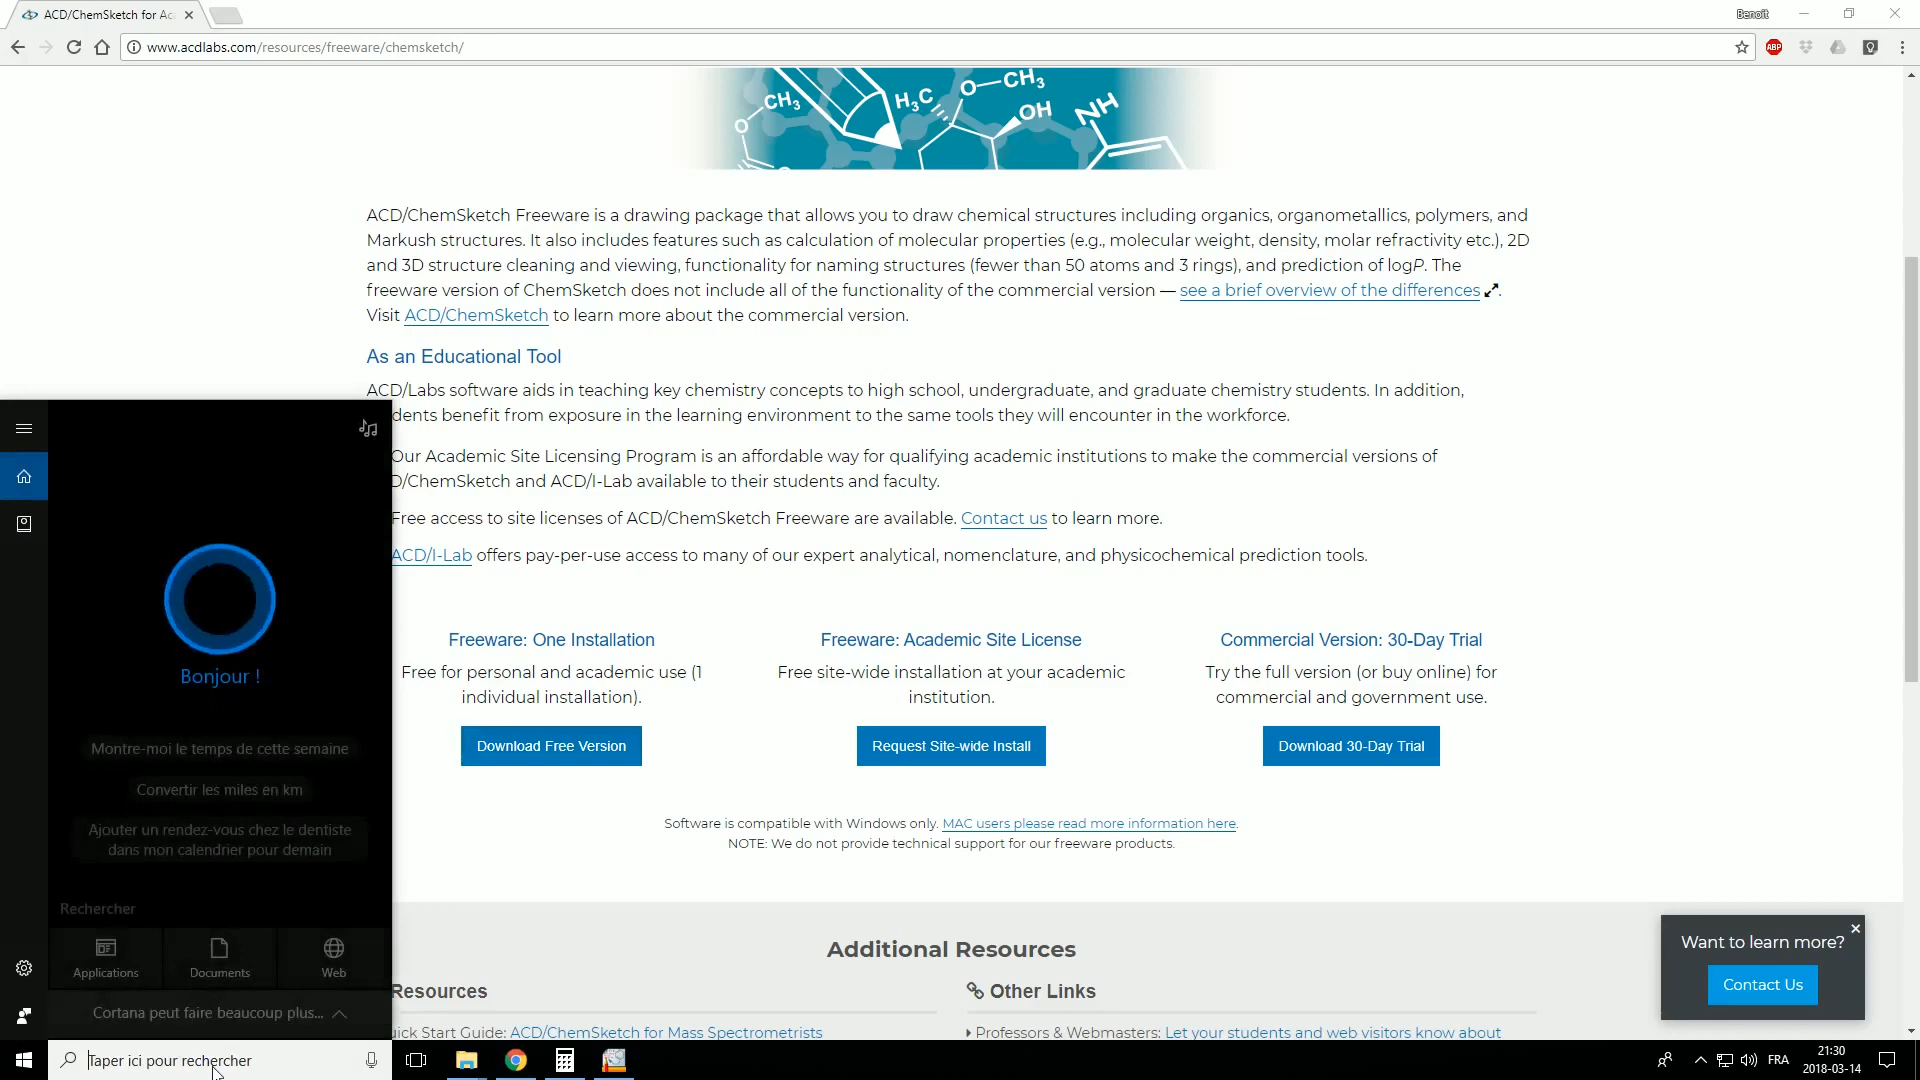 ACD/ChemSketch for Ac
Benoit
www.acdlabs.com/resources/freeware/chemsketch/
ABP
CH3
O
H3C
O—CH3
OH
NH
ACD/ChemSketch Freeware is a drawing package that allows you to draw chemical structures including organics, organometallics, polymers, and
Markush structures. It also includes features such as calculation of molecular properties (e.g., molecular weight, density, molar refractivity etc.), 2D
and 3D structure cleaning and viewing, functionality for naming structures (fewer than 50 atoms and 3 rings), and prediction of logP. The
freeware version of ChemSketch does not include all of the functionality of the commercial version — see a brief overview of the differences.
Visit ACD/ChemSketch to learn more about the commercial version.
As an Educational Tool
ACD/Labs software aids in teaching key chemistry concepts to high school, undergraduate, and graduate chemistry students. In addition,
dents benefit from exposure in the learning environment to the same tools they will encounter in the workforce.
Our Academic Site Licensing Program is an affordable way for qualifying academic institutions to make the commercial versions of
D/ChemSketch and ACD/I-Lab available to their students and faculty.
Free access to site licenses of ACD/ChemSketch Freeware are available. Contact us to learn more.
ACD/I-Lab offers pay-per-use access to many of our expert analytical, nomenclature, and physicochemical prediction tools.
Freeware: One Installation
Free for personal and academic use (1
individual installation).
Download Free Version
Freeware: Academic Site License
Free site-wide installation at your academic
institution.
Request Site-wide Install
Commercial Version: 30-Day Trial
Try the full version (or buy online) for
commercial and government use.
Download 30-Day Trial
Software is compatible with Windows only. MAC users please read more information here.
NOTE: We do not provide technical support for our freeware products.
Additional Resources
Resources
uick Start Guide: ACD/ChemSketch for Mass Spectrometrists
Other Links
Professors & Webmasters: Let your students and web visitors know about
Want to learn more?
×
Contact Us
Bonjour !
Montre-moi le temps de cette semaine
Convertir les miles en km
Ajouter un rendez-vous chez le dentiste
dans mon calendrier pour demain
Rechercher
Applications
Documents
Web
Cortana peut faire beaucoup plus...
Taper ici pour rechercher
FRA
21:30
2018-03-14